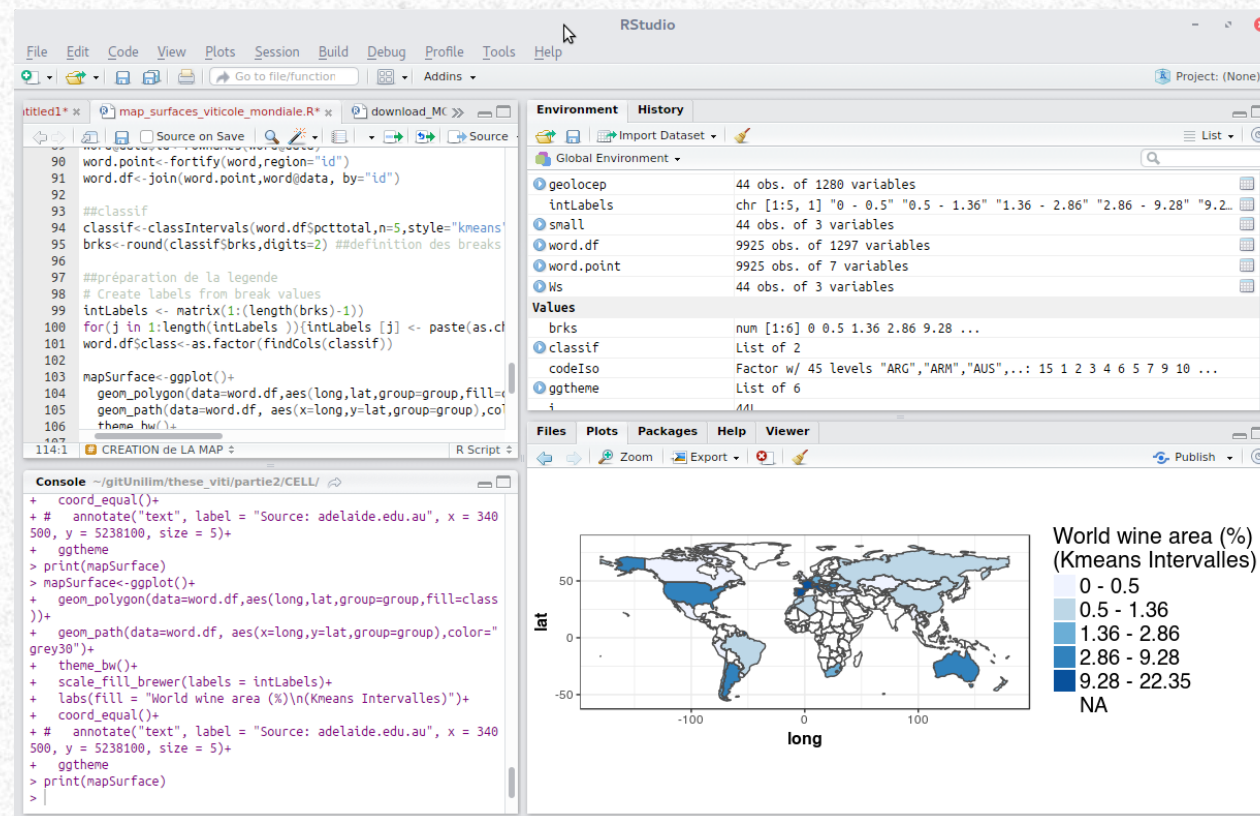 RStudio
File Edit Code View Plots Session Build Debug Profile Tools Help
Go to file/function Addins Project: (None)
titled1* map_surfaces_viticole_mondiale.R* download_MC
Source on Save Source
90 word.point<-fortify(word,region="id")
91 word.df<-join(word.point,word@data, by="id")
92
93 ##classif
94 classif<-classIntervals(word.df$pcttotal,n=5,style="kmeans"
95 brks<-round(classif$brks,digits=2) ##definition des breaks
96
97 ##préparation de la legende
98 # Create labels from break values
99 intLabels <- matrix(1:(length(brks)-1))
100 for(j in 1:length(intLabels )){intLabels [j] <- paste(as.ch
101 word.df$class<-as.factor(findCols(classif))
102
103 mapSurface<-ggplot()+
104 geom_polygon(data=word.df,aes(long,lat,group=group,fill=c
105 geom_path(data=word.df, aes(x=long,y=lat,group=group),col
106 theme_bw()+
107
114:1 CREATION de LA MAP R Script
Console ~/gitUnilim/these_viti/partie2/CELL/
+ coord_equal()+
+ # annotate("text", label = "Source: adelaide.edu.au", x = 340
500, y = 5238100, size = 5)+
+ ggtheme
> print(mapSurface)
> mapSurface<-ggplot()+
+ geom_polygon(data=word.df,aes(long,lat,group=group,fill=class
))+
+ geom_path(data=word.df, aes(x=long,y=lat,group=group),color="
grey30")+
+ theme_bw()+
+ scale_fill_brewer(labels = intLabels)+
+ labs(fill = "World wine area (%)\n(Kmeans Intervalles)")+
+ coord_equal()+
+ # annotate("text", label = "Source: adelaide.edu.au", x = 340
500, y = 5238100, size = 5)+
+ ggtheme
> print(mapSurface)
>
Environment History
Import Dataset List
Global Environment
geolocep 44 obs. of 1280 variables
intLabels chr [1:5, 1] "0 - 0.5" "0.5 - 1.36" "1.36 - 2.86" "2.86 - 9.28" "9.2…
small 44 obs. of 3 variables
word.df 9925 obs. of 1297 variables
word.point 9925 obs. of 7 variables
Ws 44 obs. of 3 variables
Values
brks num [1:6] 0 0.5 1.36 2.86 9.28 ...
classif List of 2
codeIso Factor w/ 45 levels "ARG","ARM","AUS",..: 15 1 2 3 4 6 5 7 9 10 ...
ggtheme List of 6
i 44L
Files Plots Packages Help Viewer
Zoom Export Publish
World wine area (%)
(Kmeans Intervalles)
0 - 0.5
0.5 - 1.36
1.36 - 2.86
2.86 - 9.28
9.28 - 22.35
NA
50
0
-50
lat
-100 0 100
long